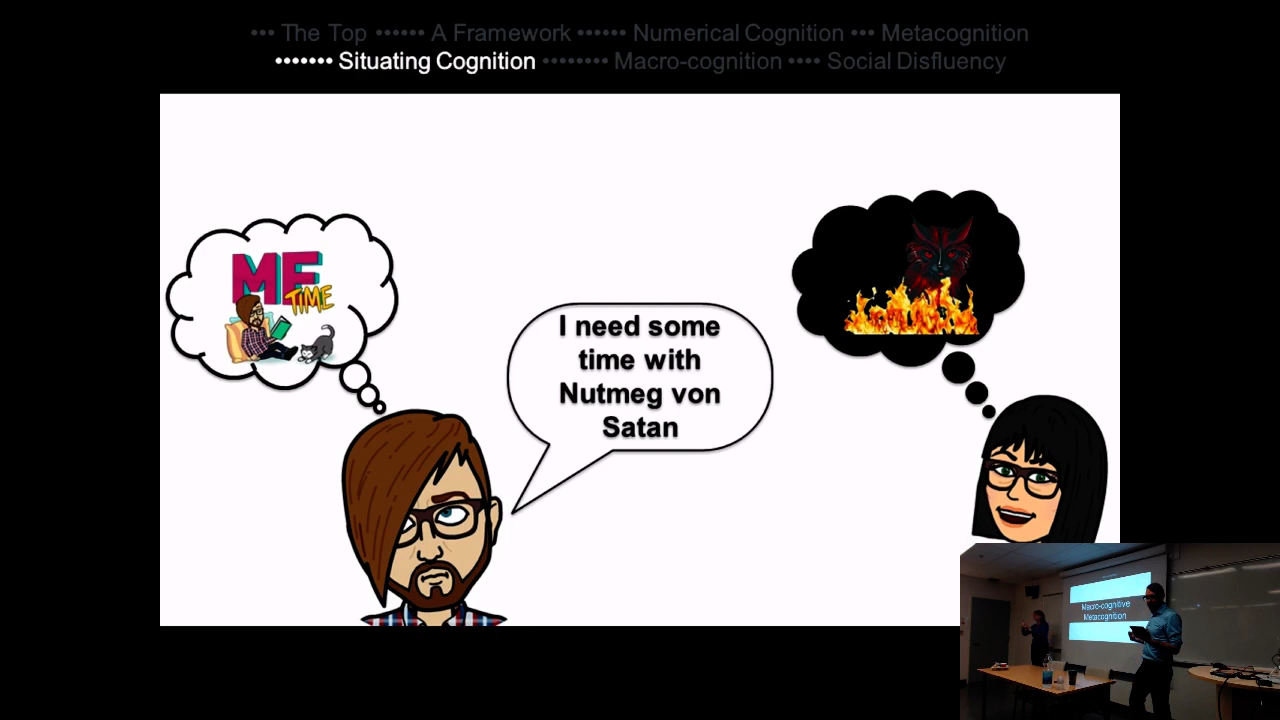 ••• The Top •••••• A Framework •••••• Numerical Cognition ••• Metacognition
••••••• Situating Cognition •••••••• Macro-cognition •••• Social Disfluency
ME
TIME
I need some
time with
Nutmeg von
Satan
Macro-cognitive
Metacognition